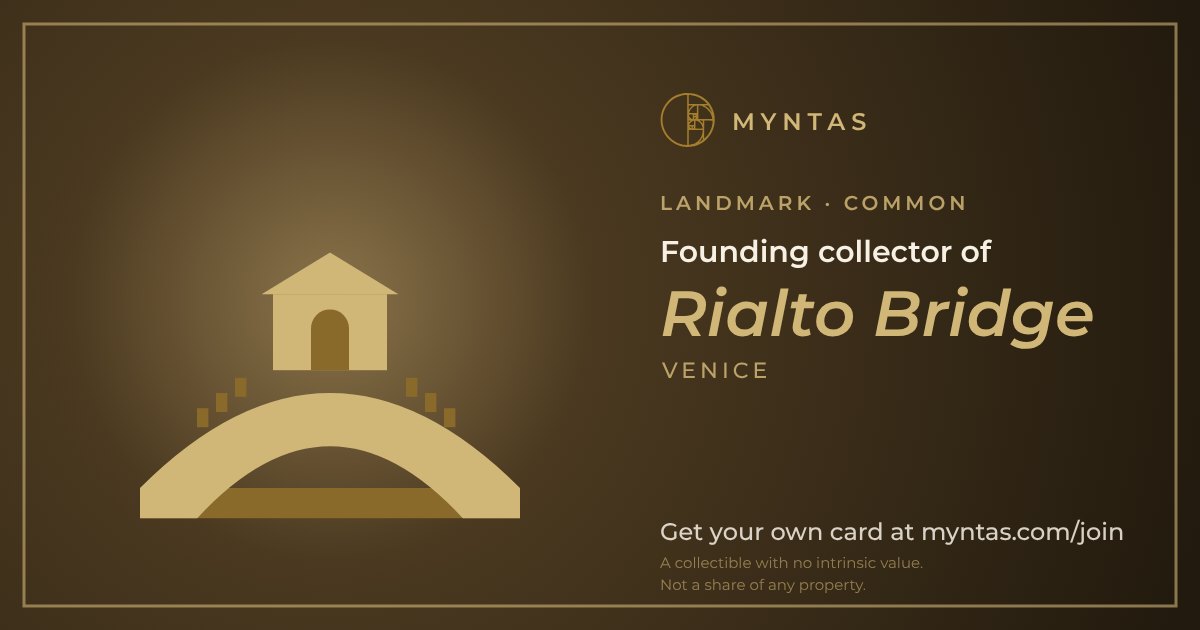 MYNTAS
LANDMARK · COMMON
Founding collector of
Rialto Bridge
VENICE
Get your own card at myntas.com/join
A collectible with no intrinsic value.
Not a share of any property.